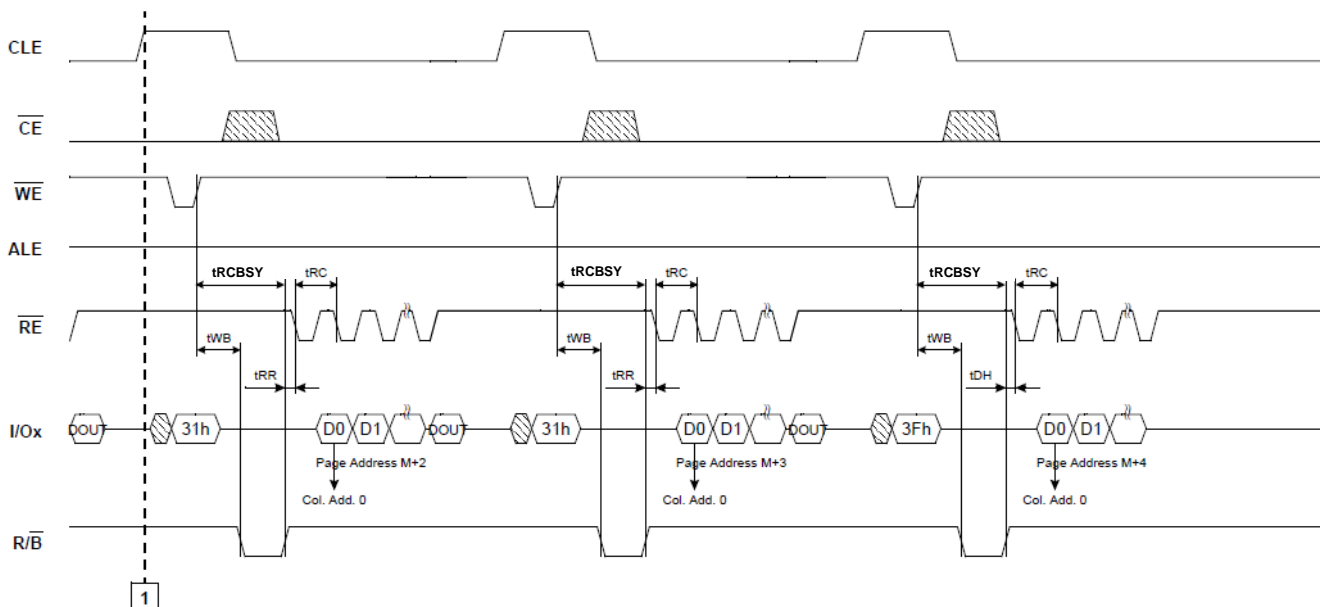 CLE
CE
WE
ALE
tRCBSY tRC tRCBSY tRC tRCBSY tRC
RE
tWB tWB tWB
tRR tRR tDH
I/Ox DOUT 31h D0 D1 DOUT 31h D0 D1 DOUT 3Fh D0 D1
Page Address M+2 Page Address M+3 Page Address M+4
Col. Add. 0 Col. Add. 0 Col. Add. 0
R/B
1